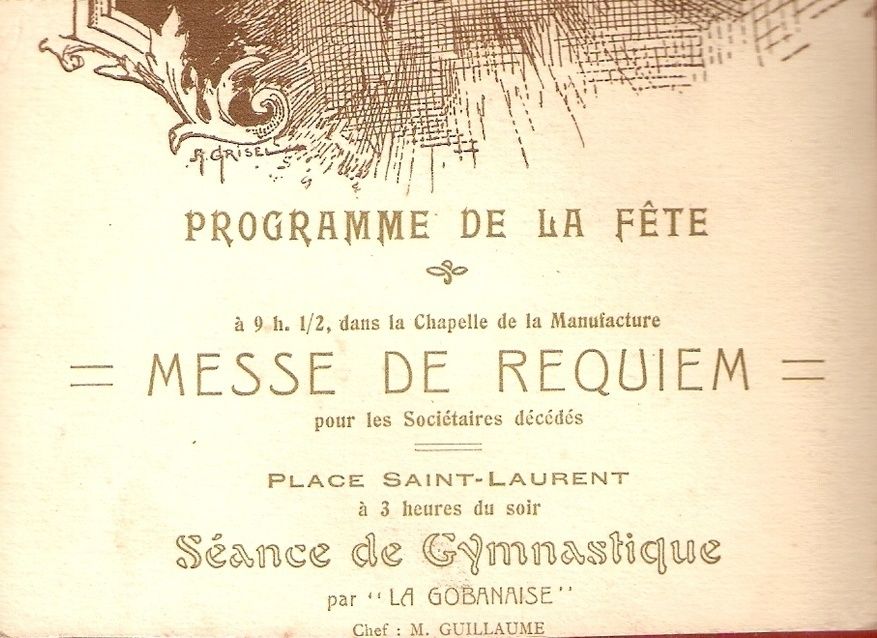 A. GRISEL
PROGRAMME DE LA FÊTE
à 9 h. 1/2, dans la Chapelle de la Manufacture
= MESSE DE REQUIEM =
pour les Sociétaires décédés
PLACE SAINT-LAURENT
à 3 heures du soir
Séance de Gymnastique
par "LA GOBANAISE"
Chef : M. GUILLAUME